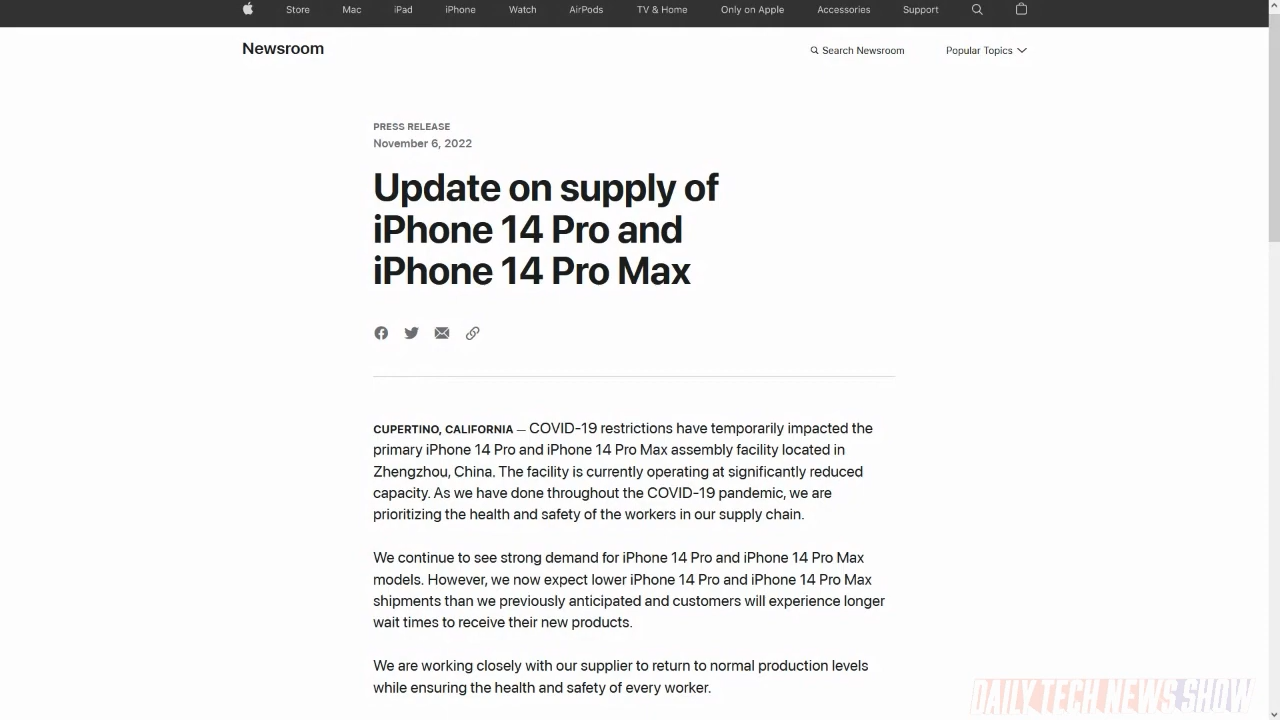 Store Mac iPad iPhone Watch AirPods TV & Home Only on Apple Accessories Support
Newsroom
Search Newsroom Popular Topics
PRESS RELEASE
November 6, 2022
Update on supply of
iPhone 14 Pro and
iPhone 14 Pro Max
CUPERTINO, CALIFORNIA — COVID-19 restrictions have temporarily impacted the
primary iPhone 14 Pro and iPhone 14 Pro Max assembly facility located in
Zhengzhou, China. The facility is currently operating at significantly reduced
capacity. As we have done throughout the COVID-19 pandemic, we are
prioritizing the health and safety of the workers in our supply chain.
We continue to see strong demand for iPhone 14 Pro and iPhone 14 Pro Max
models. However, we now expect lower iPhone 14 Pro and iPhone 14 Pro Max
shipments than we previously anticipated and customers will experience longer
wait times to receive their new products.
We are working closely with our supplier to return to normal production levels
while ensuring the health and safety of every worker.
DAILY TECH NEWS SHOW